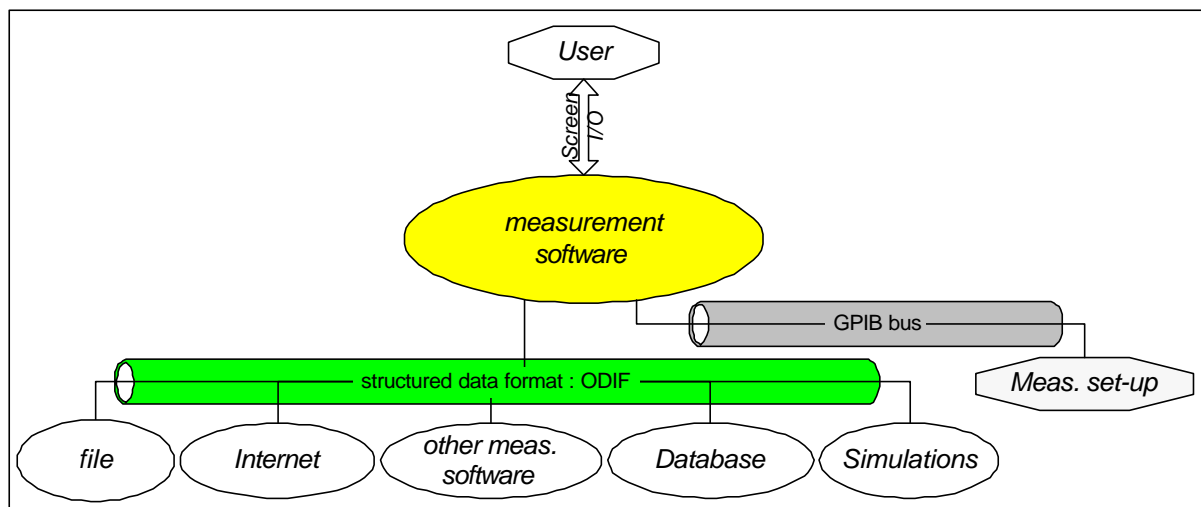 User
Screen
I/O
measurement
software
GPIB bus
structured data format : ODIF
Meas. set-up
file
Internet
other meas.
software
Database
Simulations